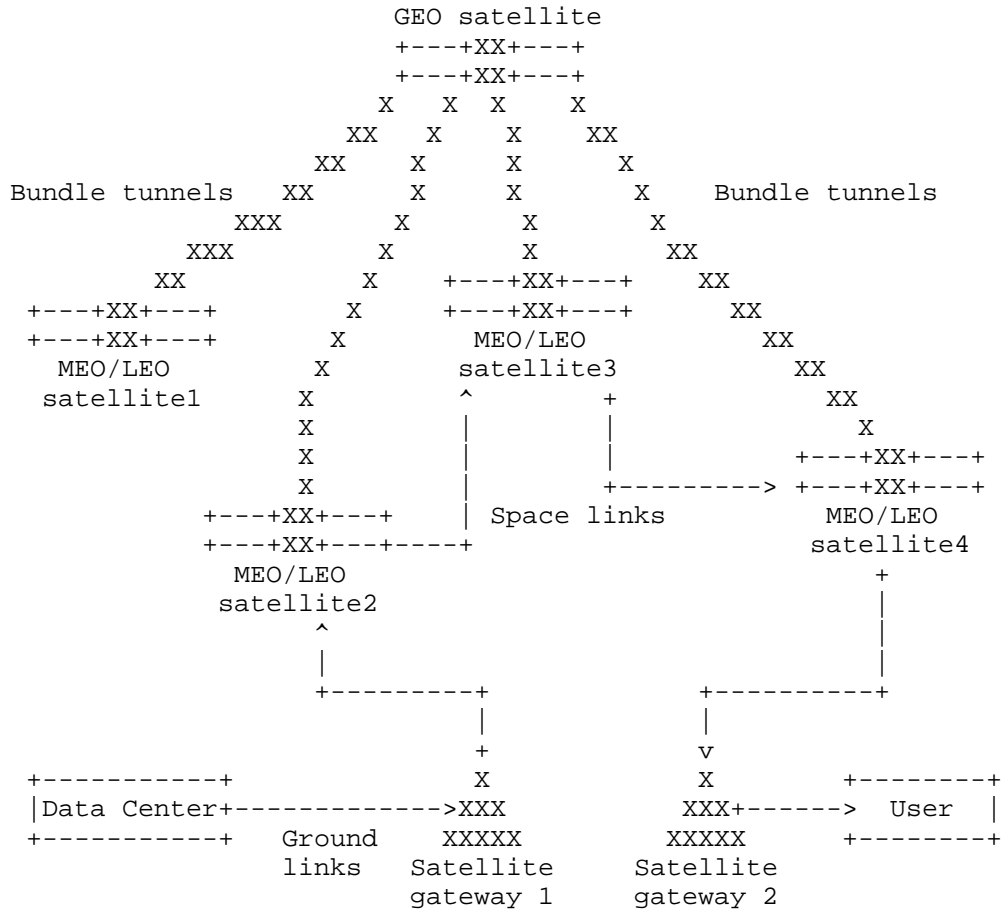 GEO satellite
Bundle tunnels
Bundle tunnels
MEO/LEO
satellite1
MEO/LEO
satellite3
Space links
MEO/LEO
satellite4
MEO/LEO
satellite2
Data Center
User
Ground
links
Satellite
gateway 1
Satellite
gateway 2